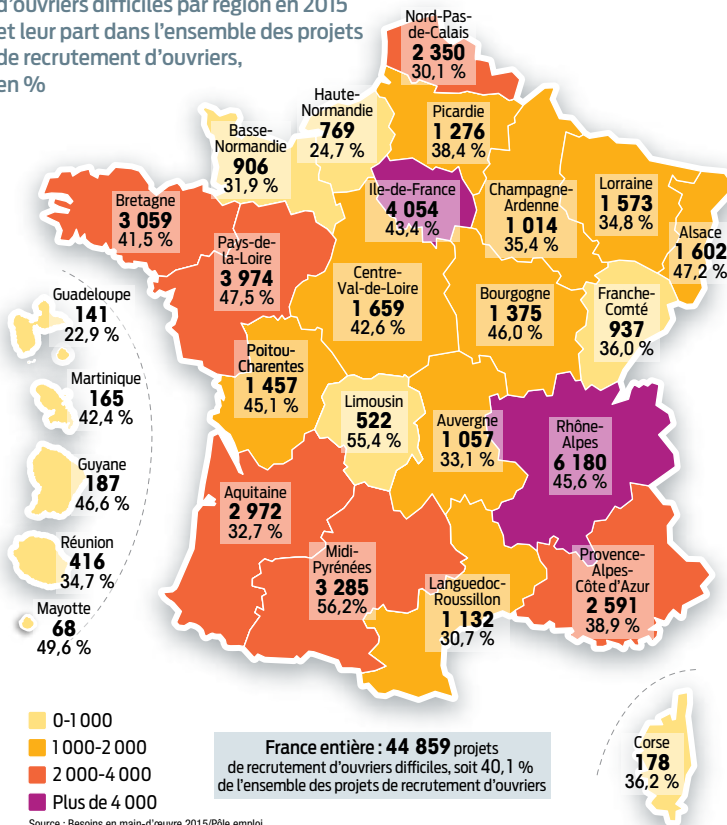 d'ouvriers difficiles par région en 2015
et leur part dans l'ensemble des projets
de recrutement d'ouvriers,
en %
Nord-Pas-
de-Calais
2 350
30,1 %
Haute-
Normandie
769
24,7 %
Picardie
1 276
38,4 %
Basse-
Normandie
906
31,9 %
Bretagne
3 059
41,5 %
Ile-de-France
4 054
43,4 %
Champagne-
Ardenne
1 014
35,4 %
Lorraine
1 573
34,8 %
Alsace
1 602
47,2 %
Pays-de-
la-Loire
3 974
47,5 %
Centre-
Val-de-Loire
1 659
42,6 %
Bourgogne
1 375
46,0 %
Franche-
Comté
937
36,0 %
Guadeloupe
141
22,9 %
Poitou-
Charentes
1 457
45,1 %
Martinique
165
42,4 %
Limousin
522
55,4 %
Auvergne
1 057
33,1 %
Rhône-
Alpes
6 180
45,6 %
Guyane
187
46,6 %
Aquitaine
2 972
32,7 %
Réunion
416
34,7 %
Midi-
Pyrénées
3 285
56,2%
Languedoc-
Roussillon
1 132
30,7 %
Provence-
Alpes-
Côte d'Azur
2 591
38,9 %
Mayotte
68
49,6 %
0-1 000
1 000-2 000
2 000-4 000
Plus de 4 000
France entière : 44 859 projets
de recrutement d'ouvriers difficiles, soit 40,1 %
de l'ensemble des projets de recrutement d'ouvriers
Corse
178
36,2 %
Source : Besoins en main-d'œuvre 2015/Pôle emploi